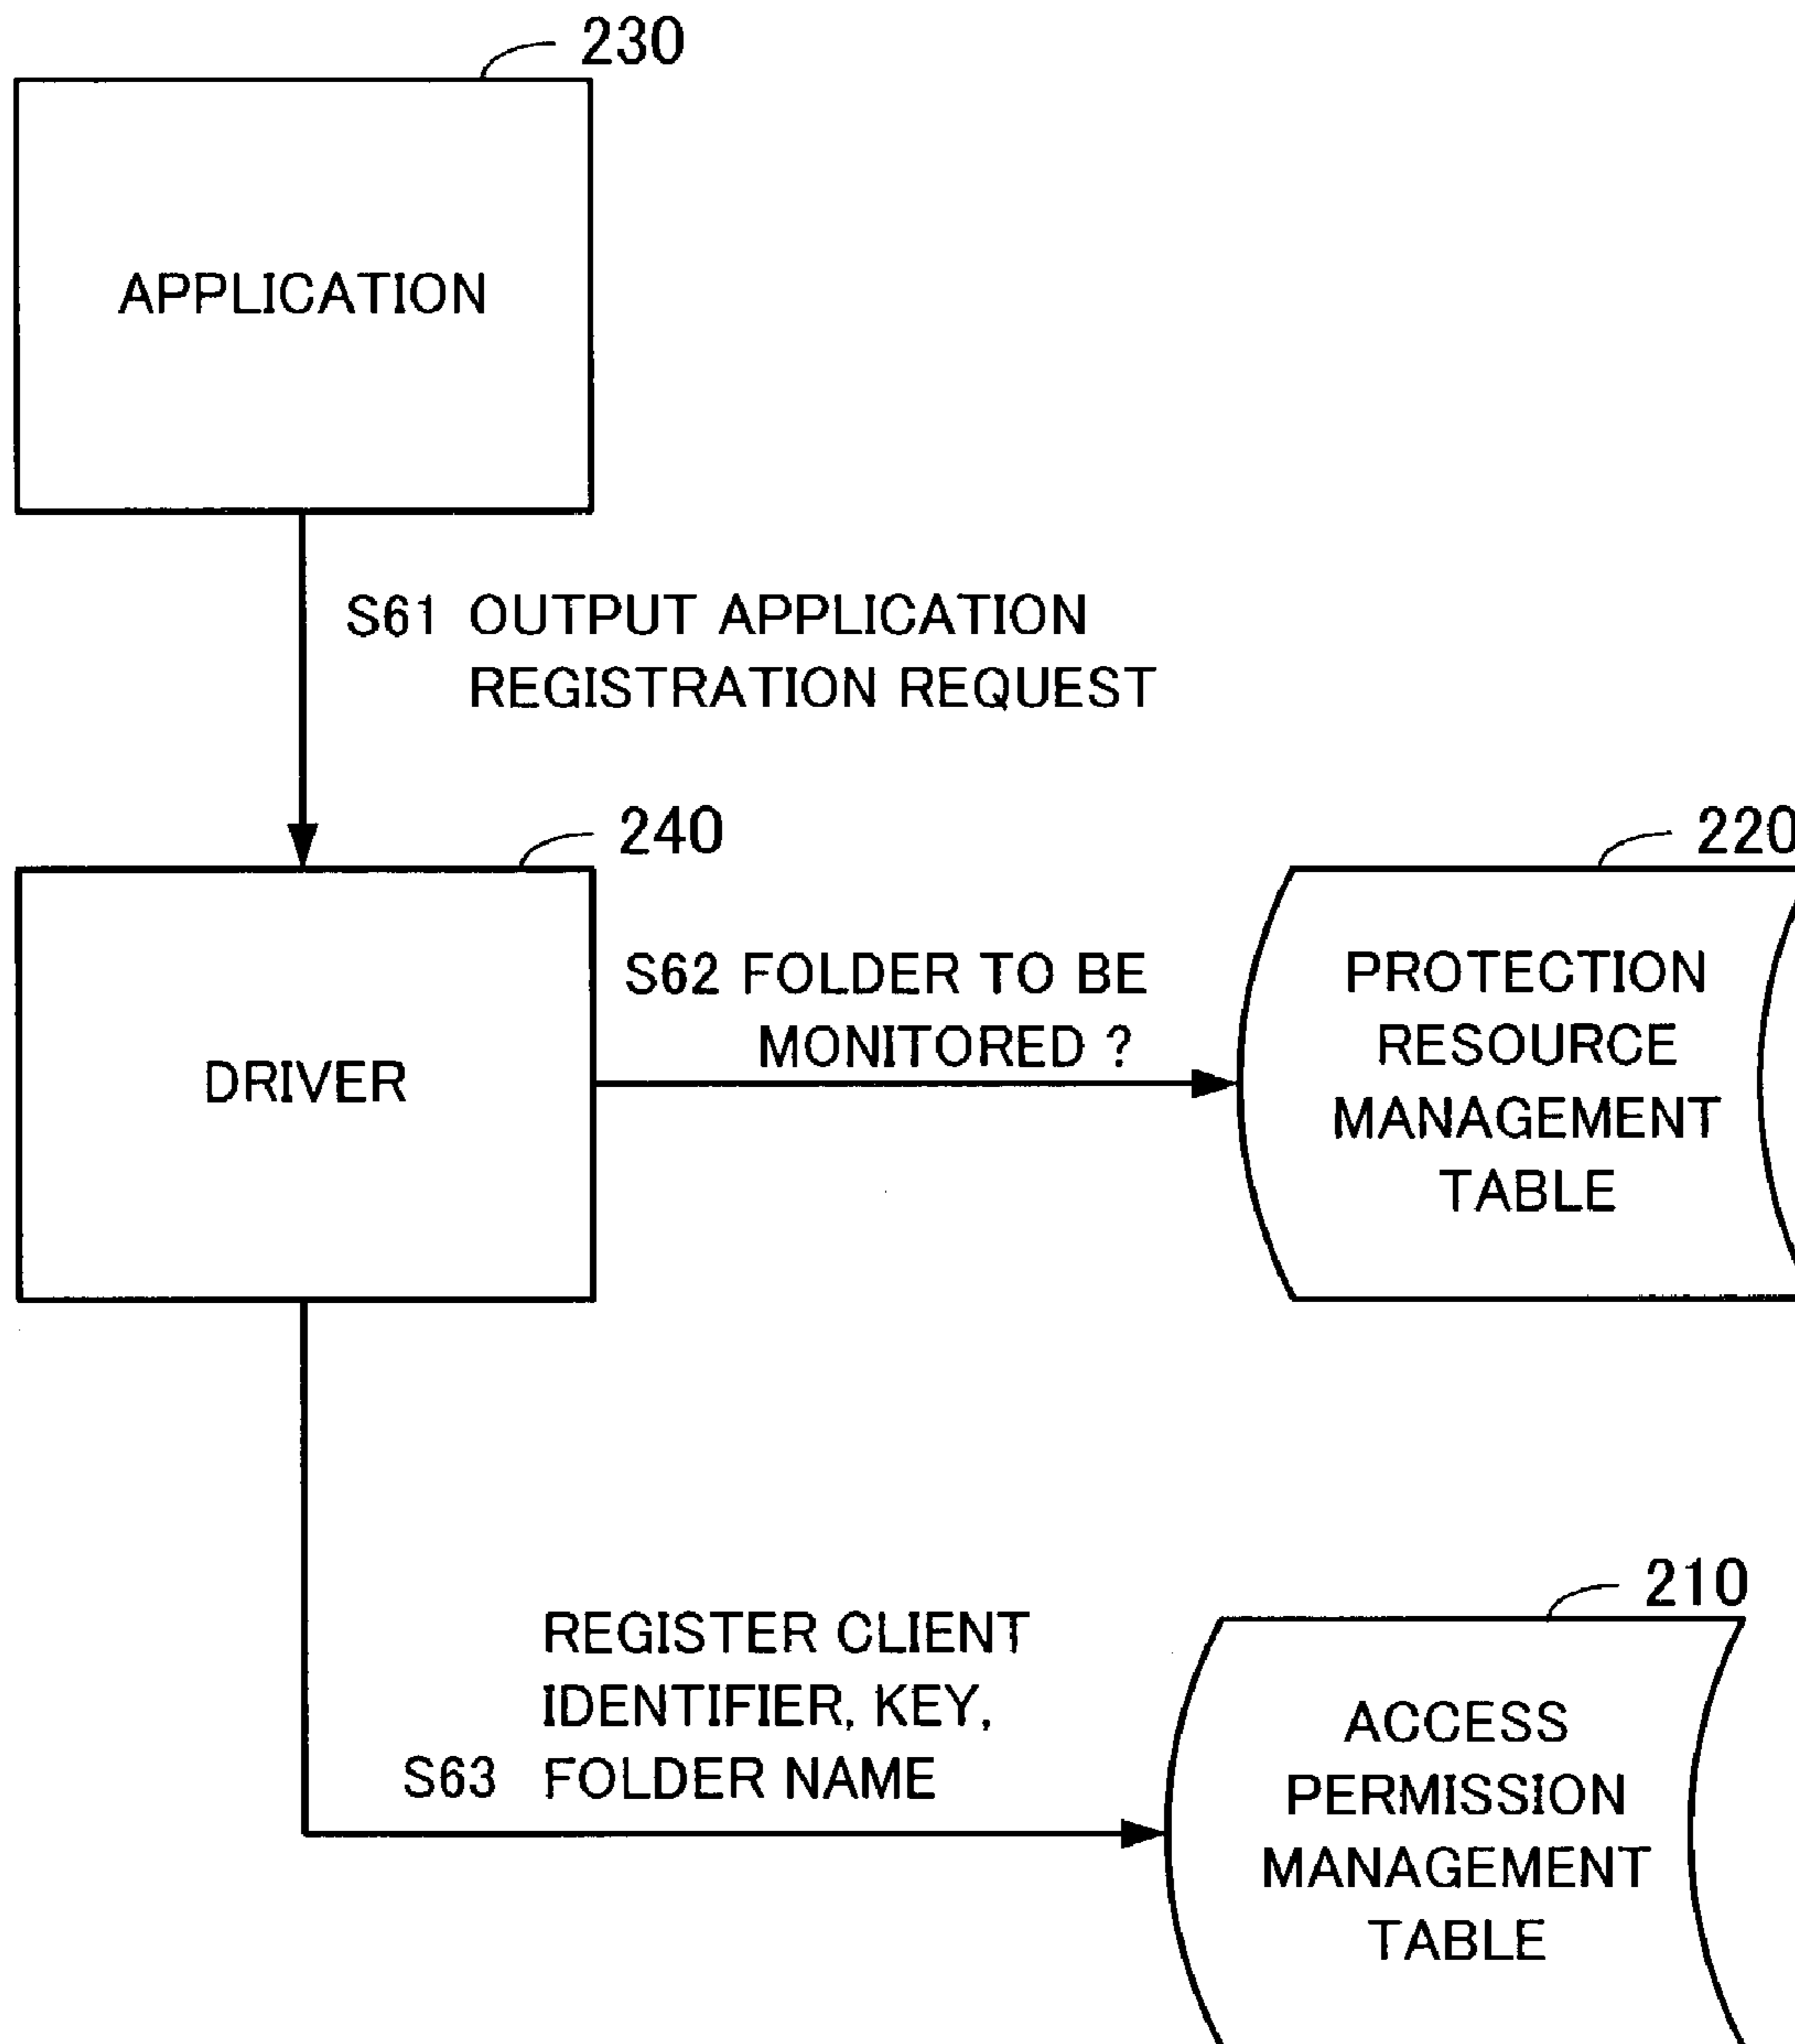 230
APPLICATION
S61 OUTPUT APPLICATION
REGISTRATION REQUEST
240
220
DRIVER
S62 FOLDER TO BE
MONITORED ?
PROTECTION
RESOURCE
MANAGEMENT
TABLE
210
REGISTER CLIENT
IDENTIFIER, KEY,
S63 FOLDER NAME
ACCESS
PERMISSION
MANAGEMENT
TABLE